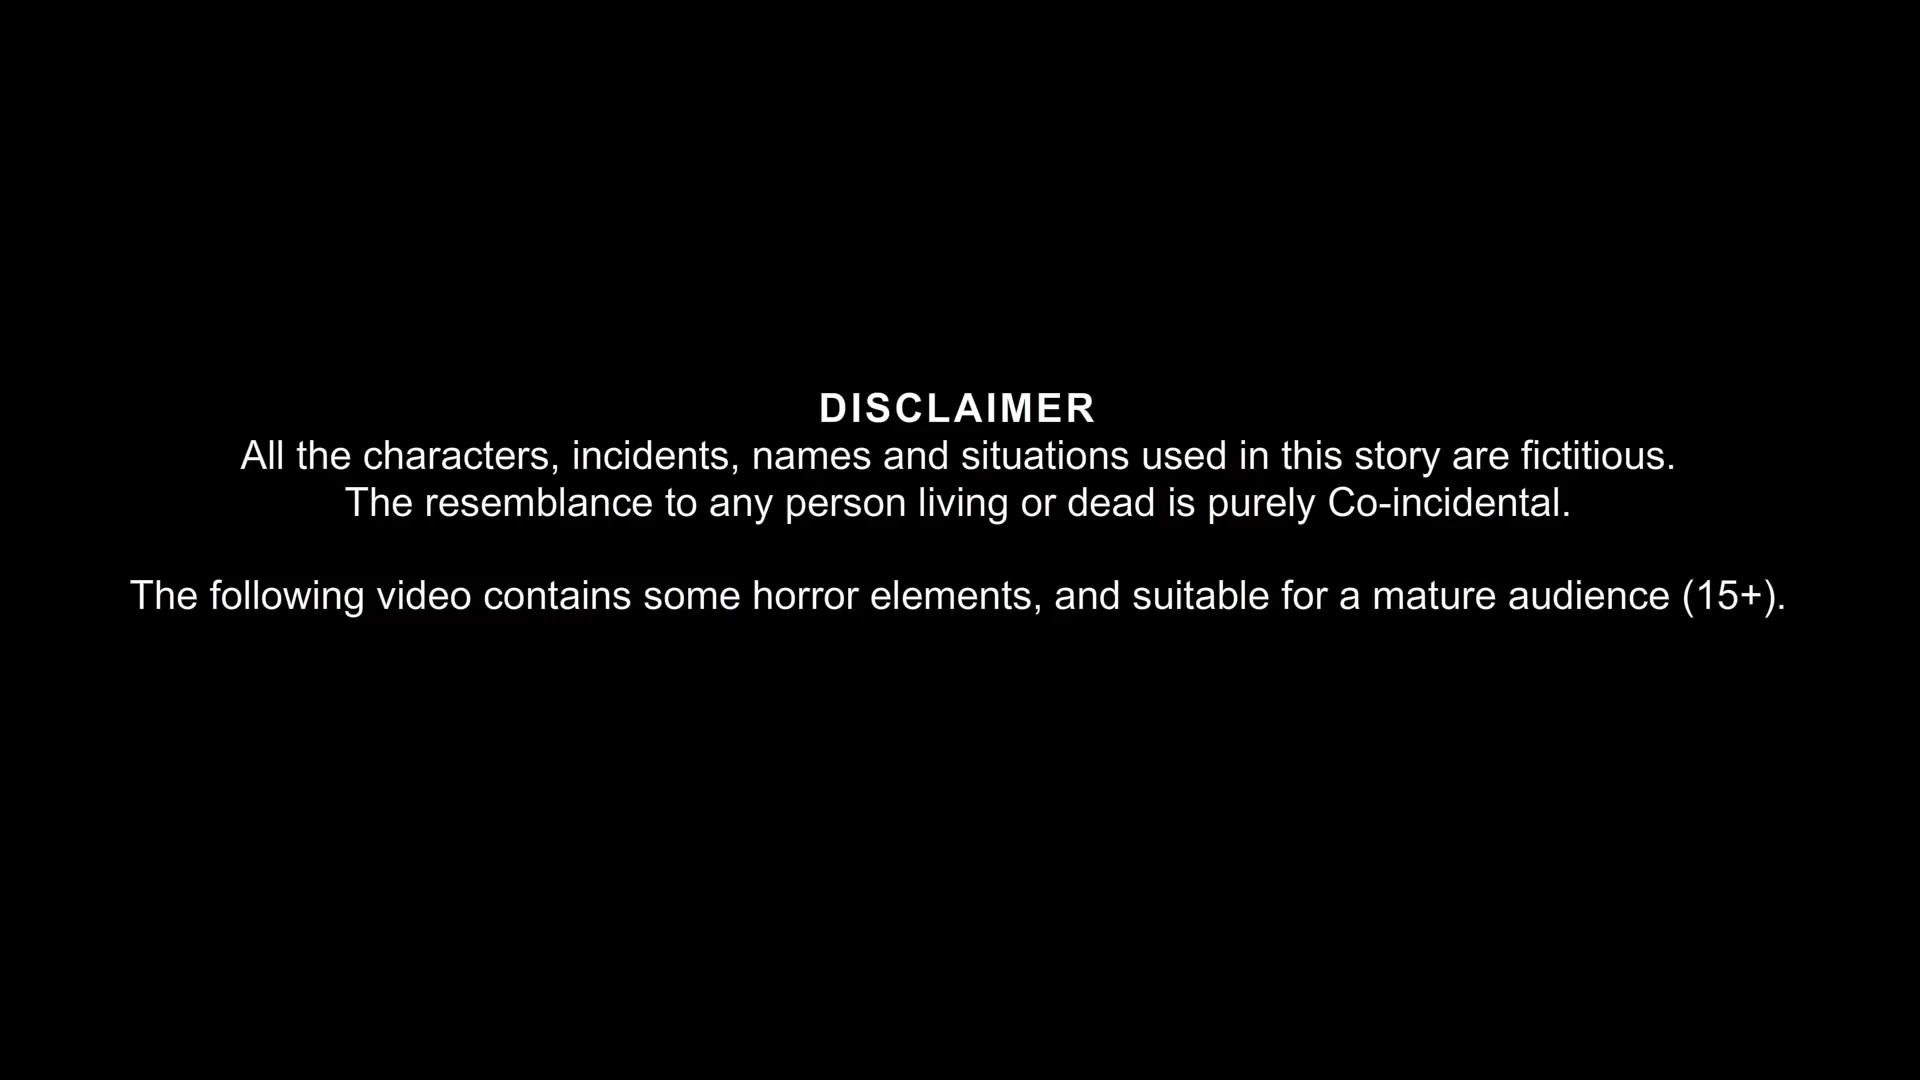 DISCLAIMER
All the characters, incidents, names and situations used in this story are fictitious.
The resemblance to any person living or dead is purely Co-incidental.
The following video contains some horror elements, and suitable for a mature audience (15+).